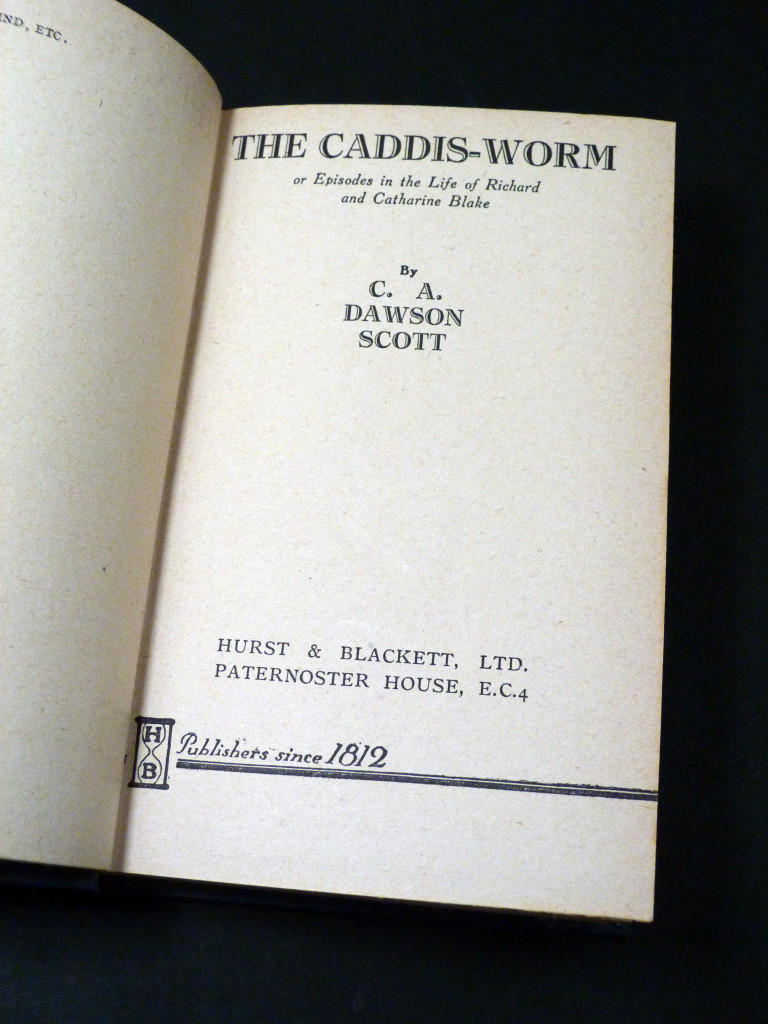 ETC.
THE CADDIS-WORM
or Episodes in the Life of Richard
and Catharine Blake
By
C. A.
DAWSON
SCOTT
HURST & BLACKETT, LTD.
PATERNOSTER HOUSE, E.C.4
H
B
Publishers since 1812